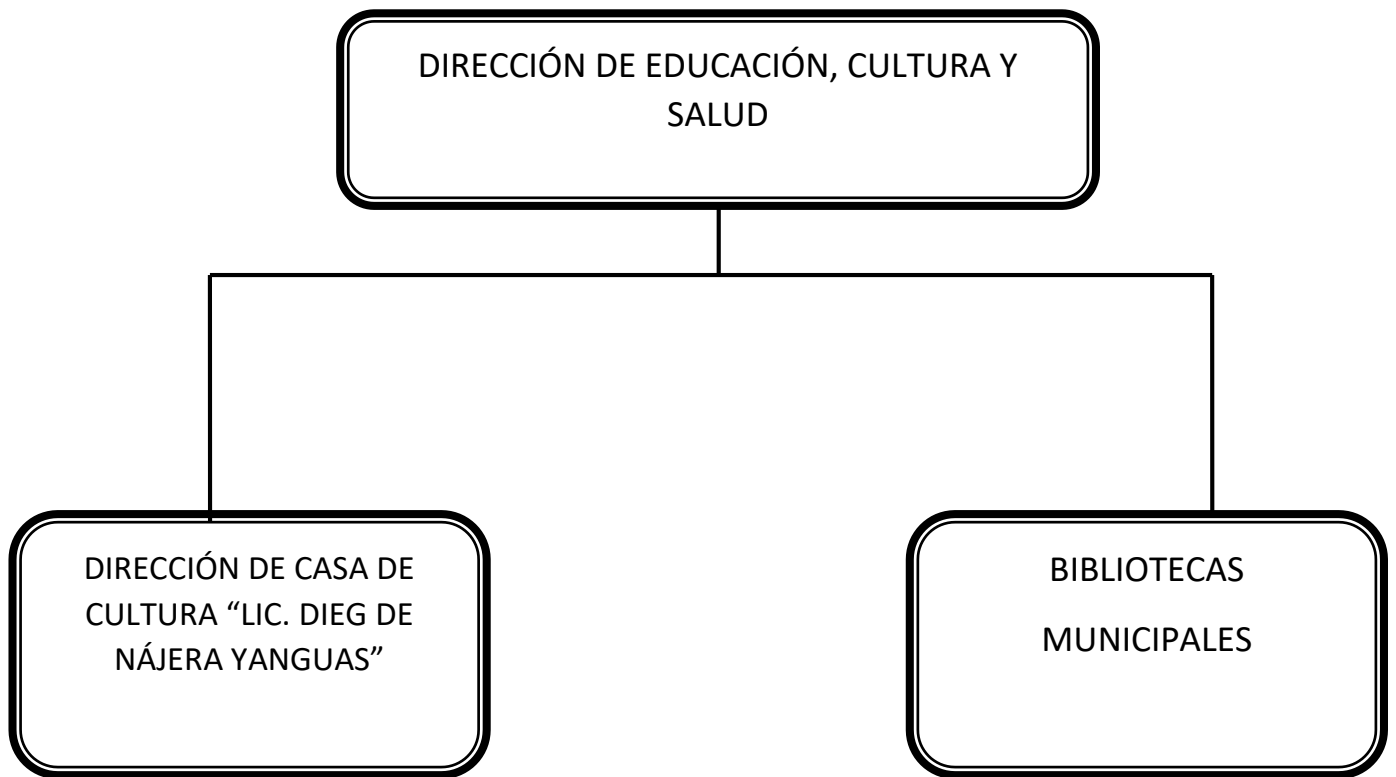 DIRECCIÓN DE EDUCACIÓN, CULTURA Y
SALUD
DIRECCIÓN DE CASA DE
CULTURA “LIC. DIEG DE
NÁJERA YANGUAS”
BIBLIOTECAS
MUNICIPALES